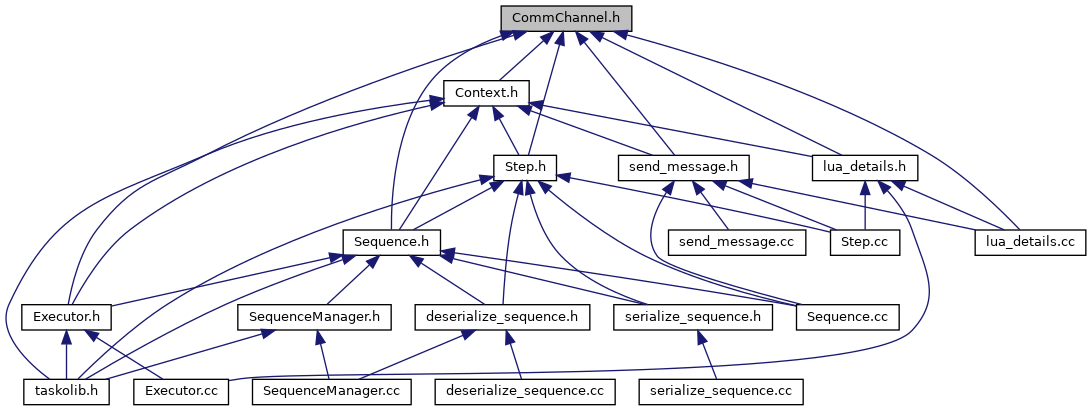 CommChannel.h
Context.h
Step.h
send_message.h
lua_details.h
Sequence.h
send_message.cc
Step.cc
lua_details.cc
Executor.h
SequenceManager.h
deserialize_sequence.h
serialize_sequence.h
Sequence.cc
taskolib.h
Executor.cc
SequenceManager.cc
deserialize_sequence.cc
serialize_sequence.cc